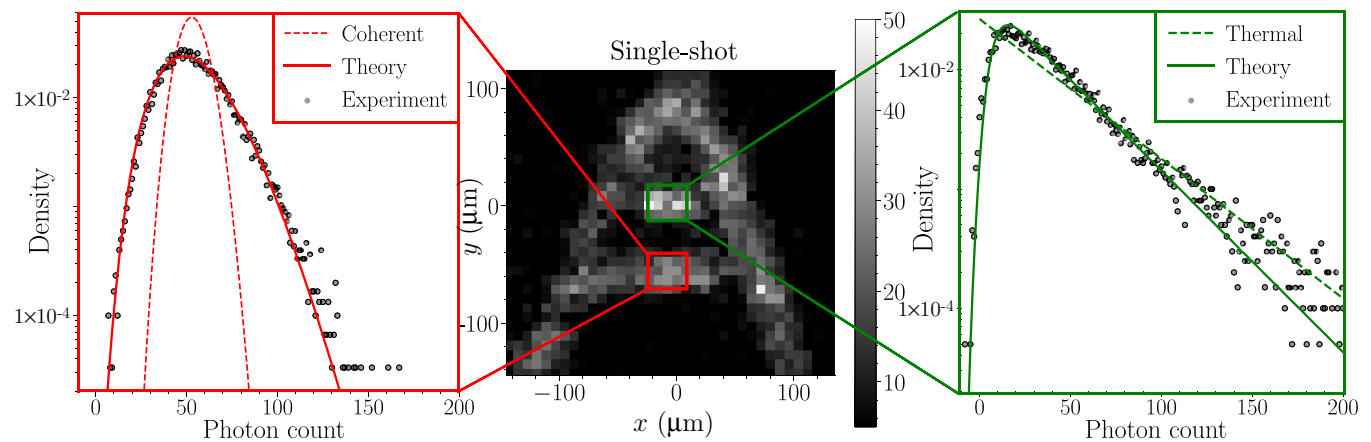 Coherent
Theory
Experiment
1×10⁻²
1×10⁻⁴
Density
0
50
100
150
200
Photon count
Single-shot
100
0
-100
y (μm)
−100
0
100
x (μm)
50
40
30
20
10
Thermal
Theory
Experiment
1×10⁻²
1×10⁻⁴
Density
0
50
100
150
200
Photon count